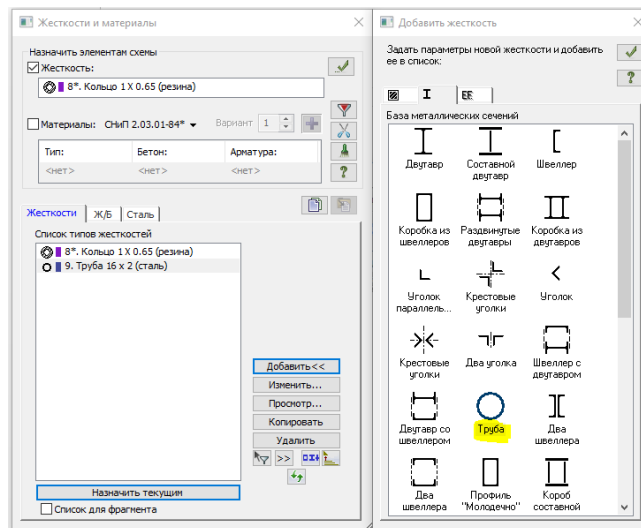 Жесткости и материалы
Назначить элементам схемы
Жесткость:
8*. Кольцо 1 X 0.65 (резина)
Материалы: СНиП 2.03.01-84* Вариант 1
Тип: Бетон: Арматура:
<нет> <нет> <нет>
Жесткости Ж/Б Сталь
Список типов жесткостей
8*. Кольцо 1 X 0.65 (резина)
9. Труба 16 x 2 (сталь)
Добавить<<
Изменить...
Просмотр...
Копировать
Удалить
>>
Назначить текущим
Список для фрагмента
Добавить жесткость
Задать параметры новой жесткости и добавить
ее в список:
База металлических сечений
Двутавр
Составной
двутавр
Швеллер
Коробка из
швеллеров
Раздвинутые
двутавры
Коробка из
двутавров
Уголок
параллель...
Крестовые
уголки
Уголок
Крестовые
уголки
Два уголка
Швеллер с
двутавром
Двутавр со
швеллером
Труба
Два
швеллера
Два
швеллера
Профиль
"Молодечно"
Короб
составной